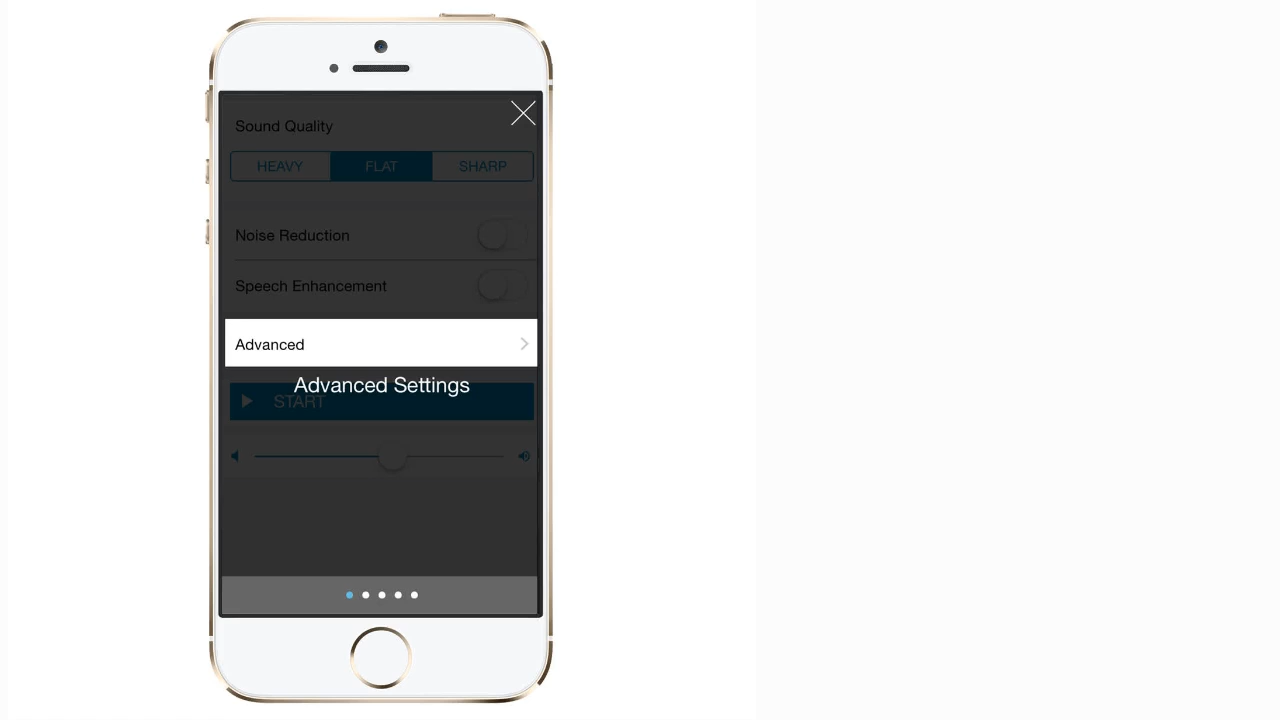 Sound Quality
HEAVY FLAT SHARP
Noise Reduction
Speech Enhancement
Advanced
Advanced Settings
START